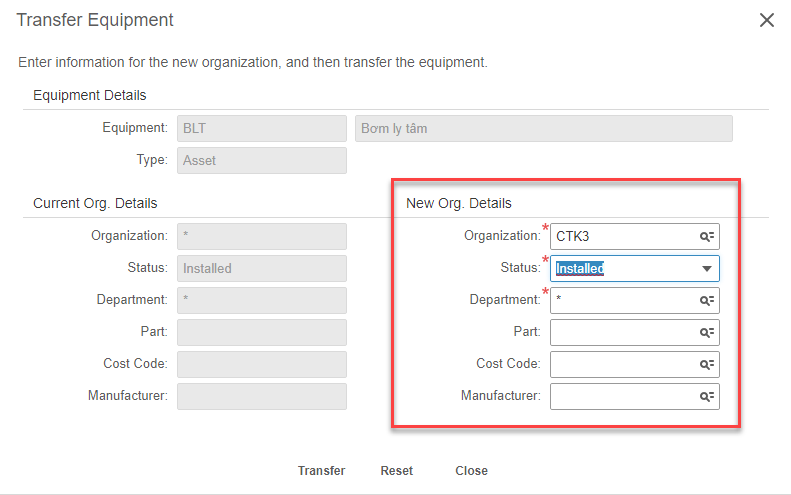 Transfer Equipment
Enter information for the new organization, and then transfer the equipment.
Equipment Details
Equipment: BLT Bơm ly tâm
Type: Asset
Current Org. Details
Organization: *
Status: Installed
Department: *
Part:
Cost Code:
Manufacturer:
New Org. Details
Organization:* CTK3
Status:* Installed
Department:* *
Part:
Cost Code:
Manufacturer:
Transfer Reset Close